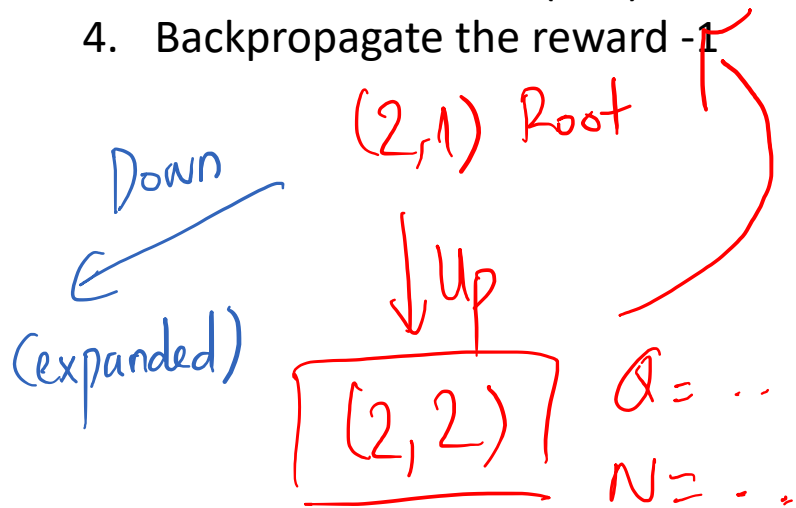 4. Backpropagate the reward -1
(2,1) Root
Down
Up
(expanded)
(2,2)
Q = ..
N = ...